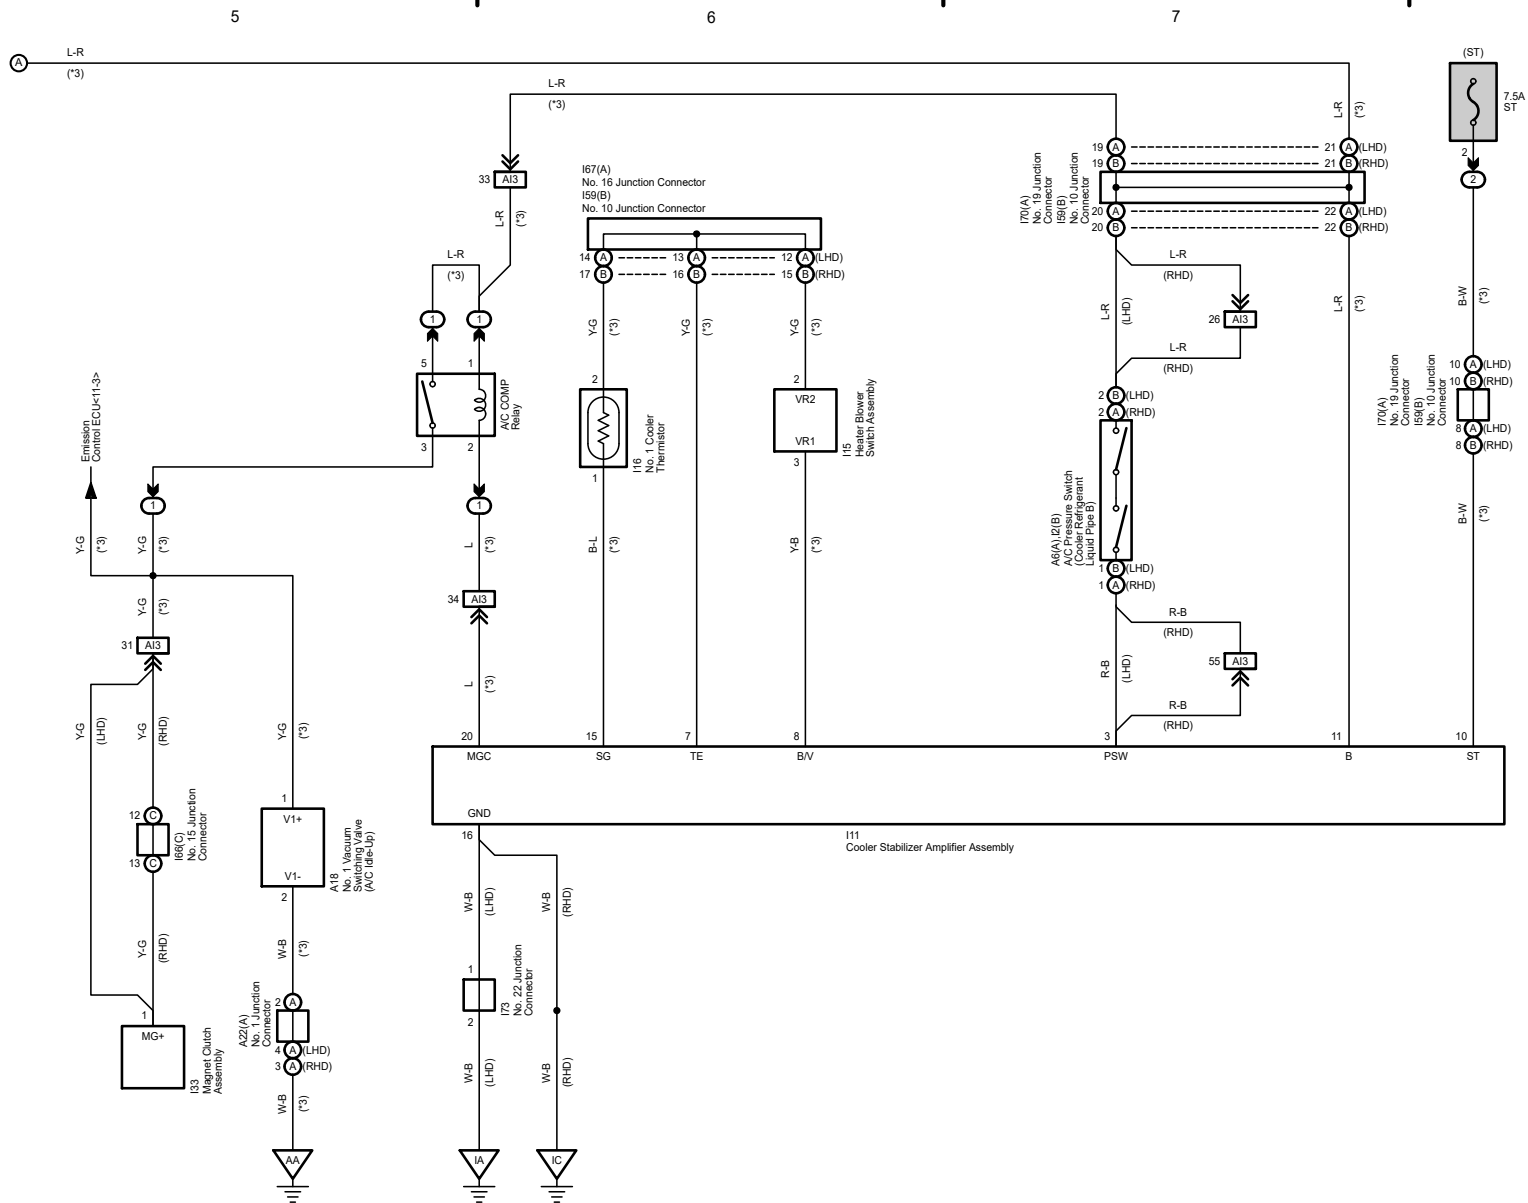 5
6
7
A
L-R
(*3)
L-R
(*3)
L-R
(*3)
(ST)
7.5A
ST
2
2
33
AI3
L-R
(*3)
I67(A)
No. 16 Junction Connector
I59(B)
No. 10 Junction Connector
14
A
13
A
12
A
(LHD)
17
B
16
B
15
B
(RHD)
19
A
21
A
(LHD)
19
B
21
B
(RHD)
I70(A)
No. 19 Junction
Connector
I59(B)
No. 10 Junction
Connector
20
A
22
A
(LHD)
20
B
22
B
(RHD)
L-R
(*3)
1
1
5
1
A/C COMP
Relay
3
2
Y-G
(*3)
Y-G
(*3)
Y-G
(*3)
L-R
(RHD)
L-R
(LHD)
26
AI3
L-R
(RHD)
L-R
(*3)
B-W
(*3)
10
A
(LHD)
10
B
(RHD)
I70(A)
No. 19 Junction
Connector
I59(B)
No. 10 Junction
Connector
8
A
(LHD)
8
B
(RHD)
B-W
(*3)
2
I16
No. 1 Cooler
Thermistor
1
2
VR2
VR1
I15
Heater Blower
Switch Assembly
3
2
B
(LHD)
2
A
(RHD)
A6(A),I2(B)
A/C Pressure Switch
(Cooler Refrigerant
Liquid Pipe B)
1
B
(LHD)
1
A
(RHD)
Emission
Control ECU<11-3>
1
1
Y-G
(*3)
Y-G
(*3)
L
(*3)
B-L
(*3)
Y-B
(*3)
Y-G
(*3)
34
AI3
R-B
(RHD)
31
AI3
R-B
(LHD)
55
AI3
R-B
(RHD)
L
(*3)
Y-G
(LHD)
Y-G
(RHD)
Y-G
(*3)
20
15
7
8
3
11
10
MGC
SG
TE
B/V
PSW
B
ST
GND
16
I11
Cooler Stabilizer Amplifier Assembly
12
C
I66(C)
No. 15 Junction
Connector
13
C
1
V1+
V1-
A18
No. 1 Vacuum
Switching Valve
(A/C Idle-Up)
2
Y-G
(RHD)
W-B
(*3)
W-B
(LHD)
W-B
(RHD)
1
I73
No. 22 Junction
Connector
2
2
A
A22(A)
No. 1 Junction
Connector
4
A
(LHD)
3
A
(RHD)
1
MG+
I33
Magnet Clutch
Assembly
W-B
(*3)
W-B
(LHD)
W-B
(RHD)
AA
IA
IC